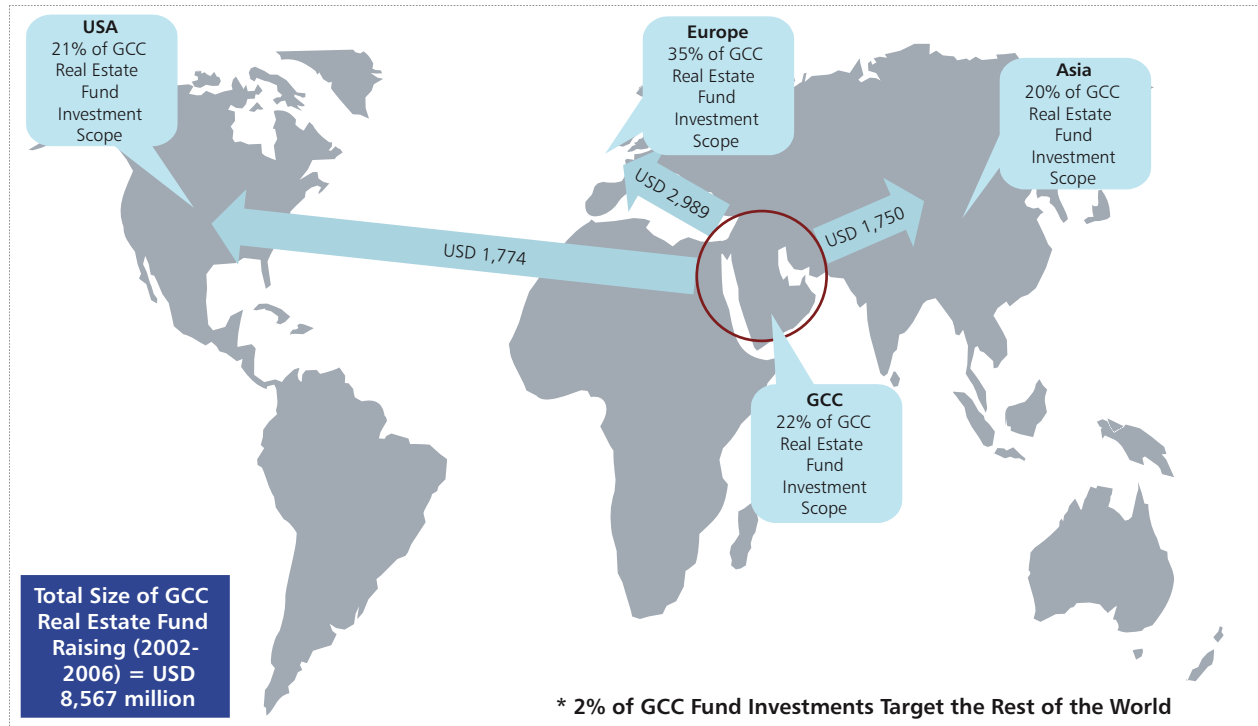 USA
21% of GCC
Real Estate
Fund
Investment
Scope
Europe
35% of GCC
Real Estate
Fund
Investment
Scope
Asia
20% of GCC
Real Estate
Fund
Investment
Scope
USD 2,989
USD 1,750
USD 1,774
GCC
22% of GCC
Real Estate
Fund
Investment
Scope
Total Size of GCC
Real Estate Fund
Raising (2002-
2006) = USD
8,567 million
* 2% of GCC Fund Investments Target the Rest of the World